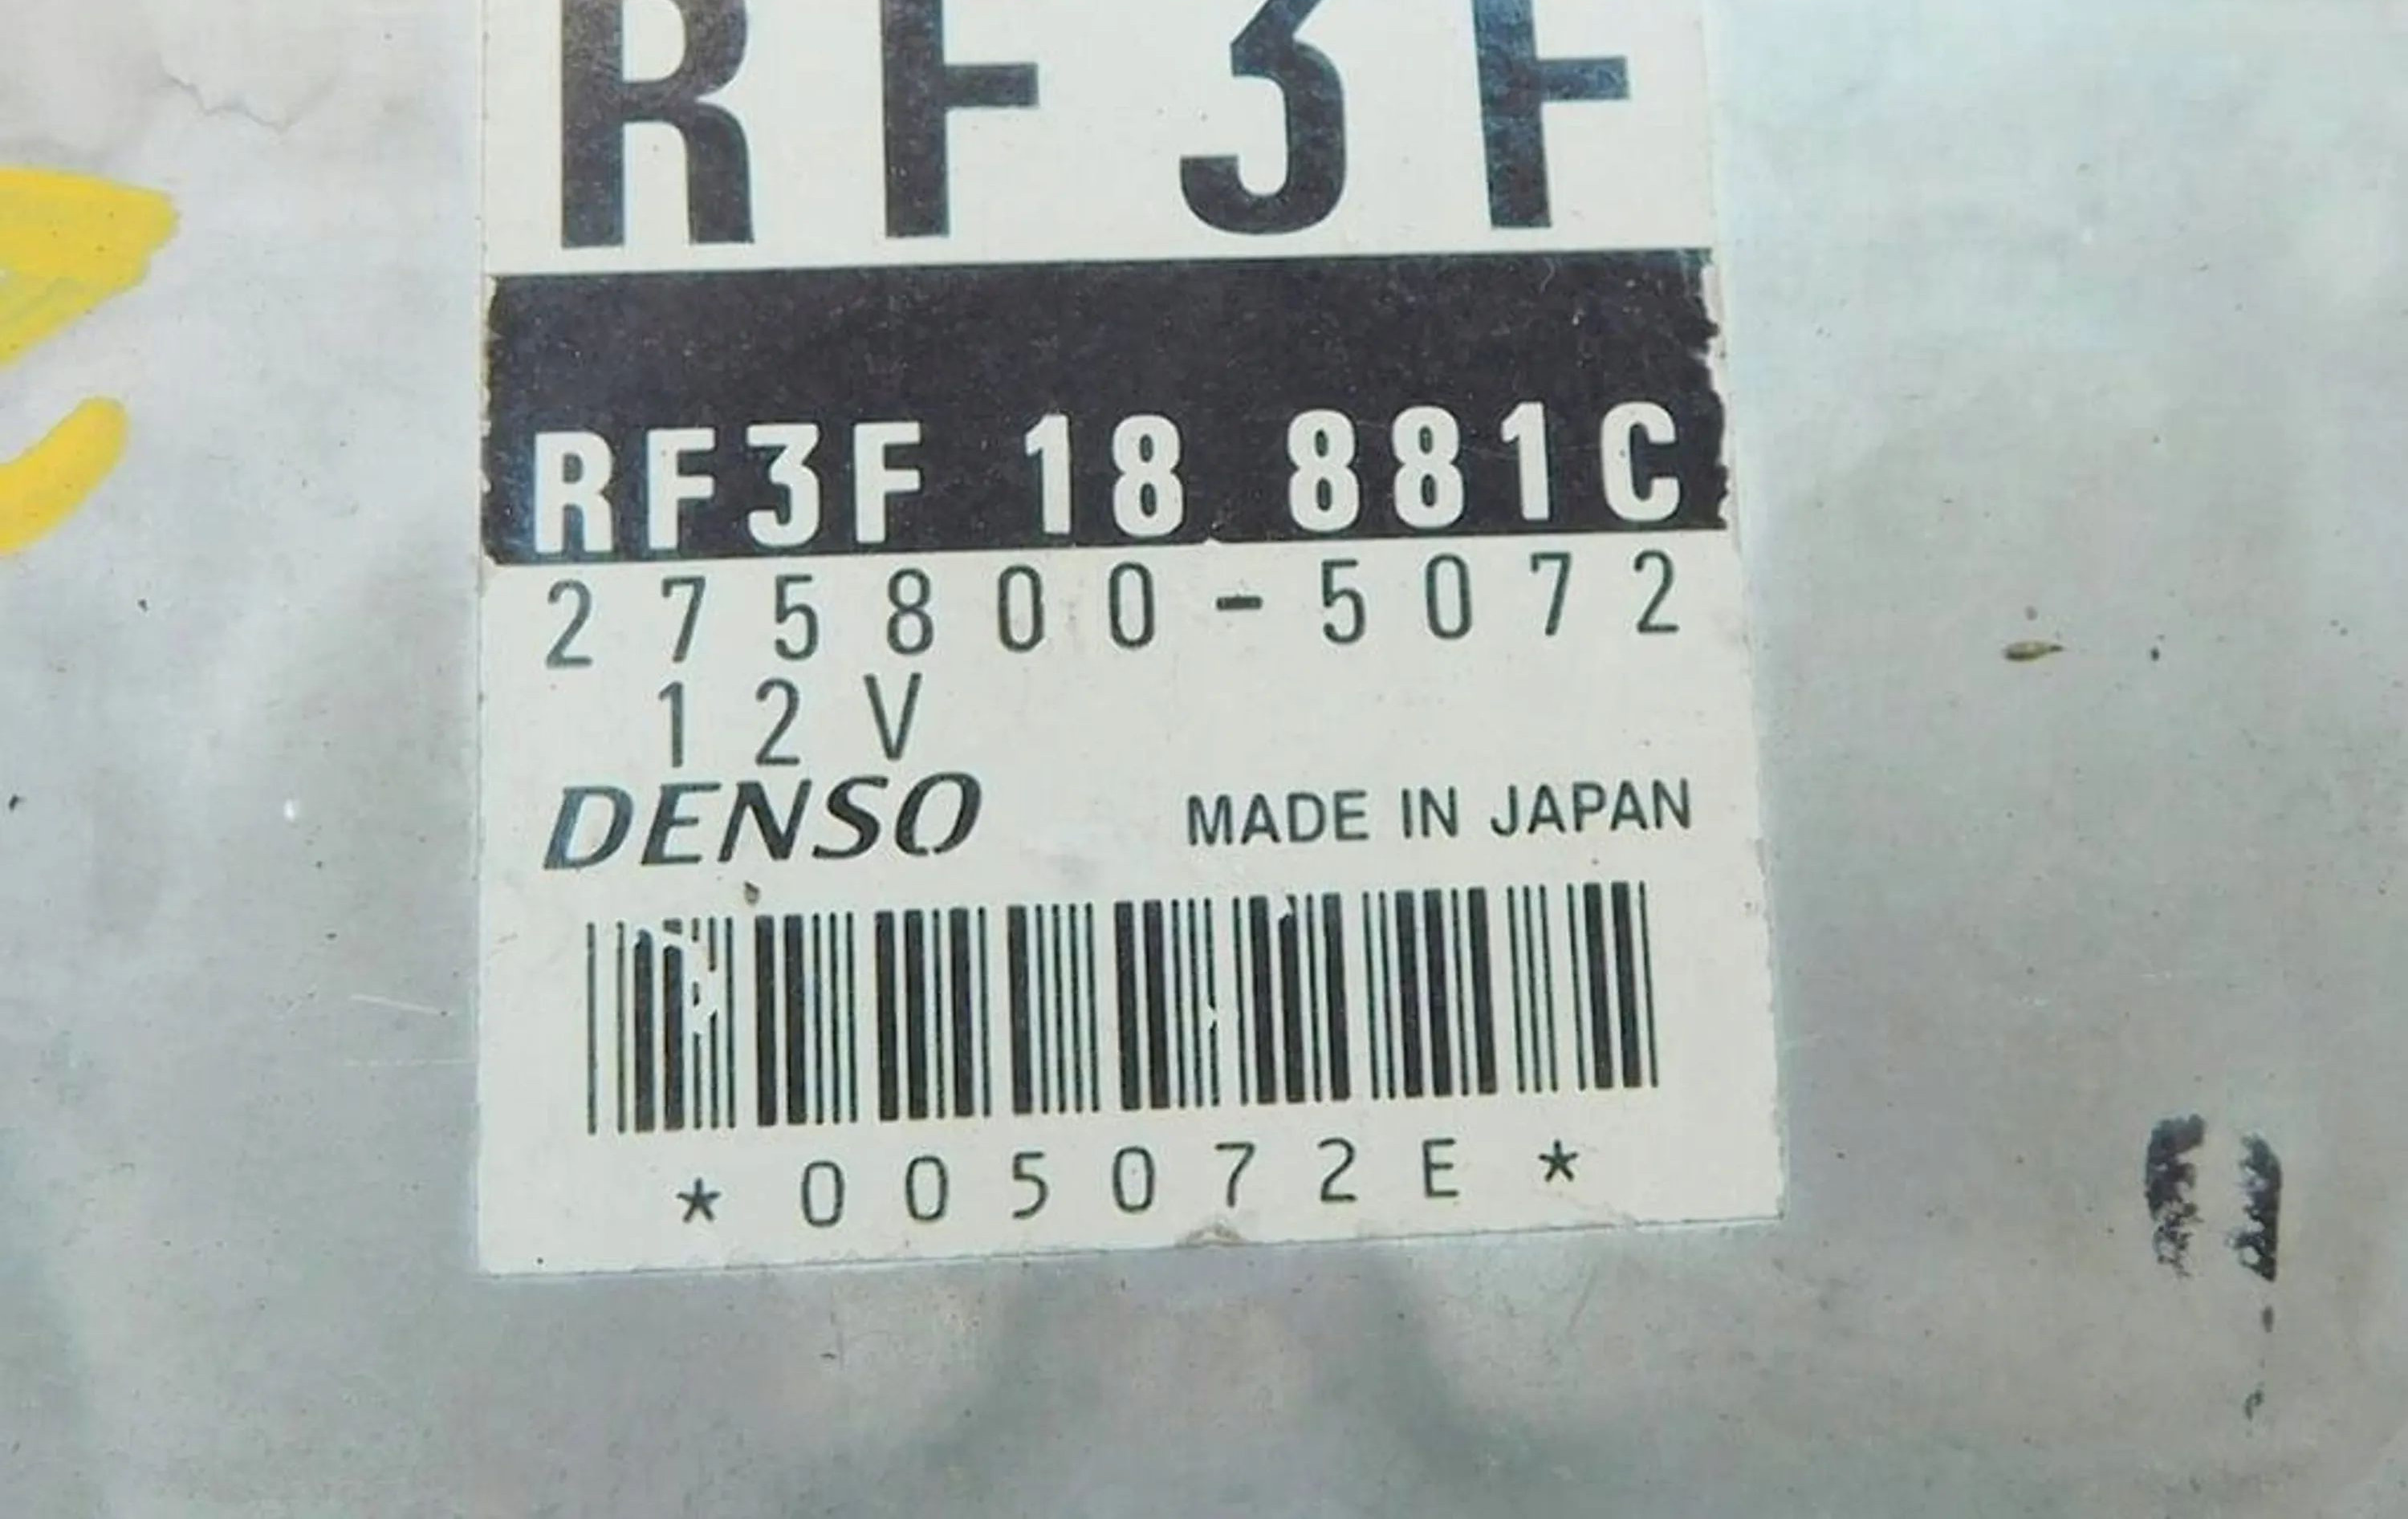 RF3F
RF3F 18 881C
275800-5072
12V
DENSO MADE IN JAPAN
*005072E*